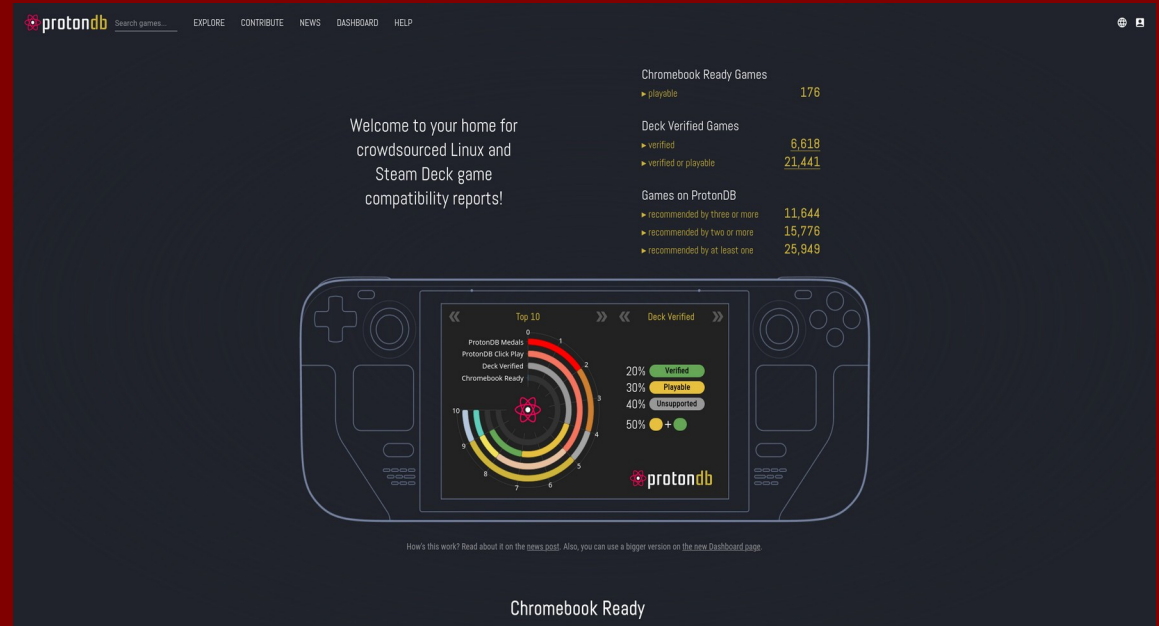 protondb Search games... EXPLORE CONTRIBUTE NEWS DASHBOARD HELP
Welcome to your home for
crowdsourced Linux and
Steam Deck game
compatibility reports!
Chromebook Ready Games
▸ playable 176
Deck Verified Games
▸ verified 6,618
▸ verified or playable 21,441
Games on ProtonDB
▸ recommended by three or more 11,644
▸ recommended by two or more 15,776
▸ recommended by at least one 25,949
« Top 10 »
ProtonDB Medals
ProtonDB Click Play
Deck Verified
Chromebook Ready
0
1
2
3
4
5
6
7
8
9
10
« Deck Verified »
20% Verified
30% Playable
40% Unsupported
50% +
protondb
How's this work? Read about it on the news post. Also, you can use a bigger version on the new Dashboard page.
Chromebook Ready